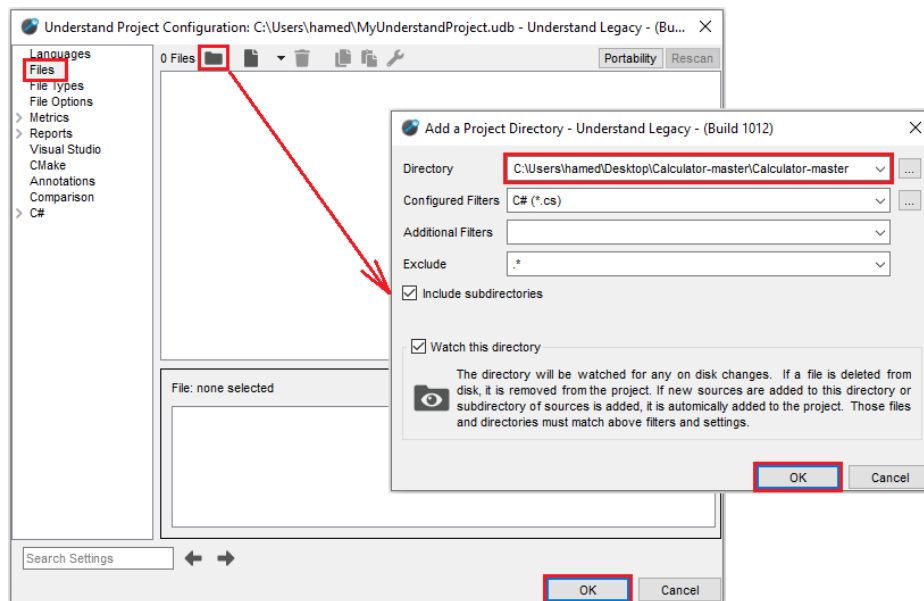 Understand Project Configuration: C:\Users\hamed\MyUnderstandProject.udb - Understand Legacy - (Bu...
Languages
Files
File Types
File Options
Metrics
Reports
Visual Studio
CMake
Annotations
Comparison
C#
0 Files
Portability
Rescan
File: none selected
Search Settings
OK
Cancel
Add a Project Directory - Understand Legacy - (Build 1012)
Directory
C:\Users\hamed\Desktop\Calculator-master\Calculator-master
...
Configured Filters
C# (*.cs)
...
Additional Filters
Exclude
.*
Include subdirectories
Watch this directory
The directory will be watched for any on disk changes. If a file is deleted from
disk, it is removed from the project. If new sources are added to this directory or
subdirectory of sources is added, it is automically added to the project. Those files
and directories must match above filters and settings.
OK
Cancel